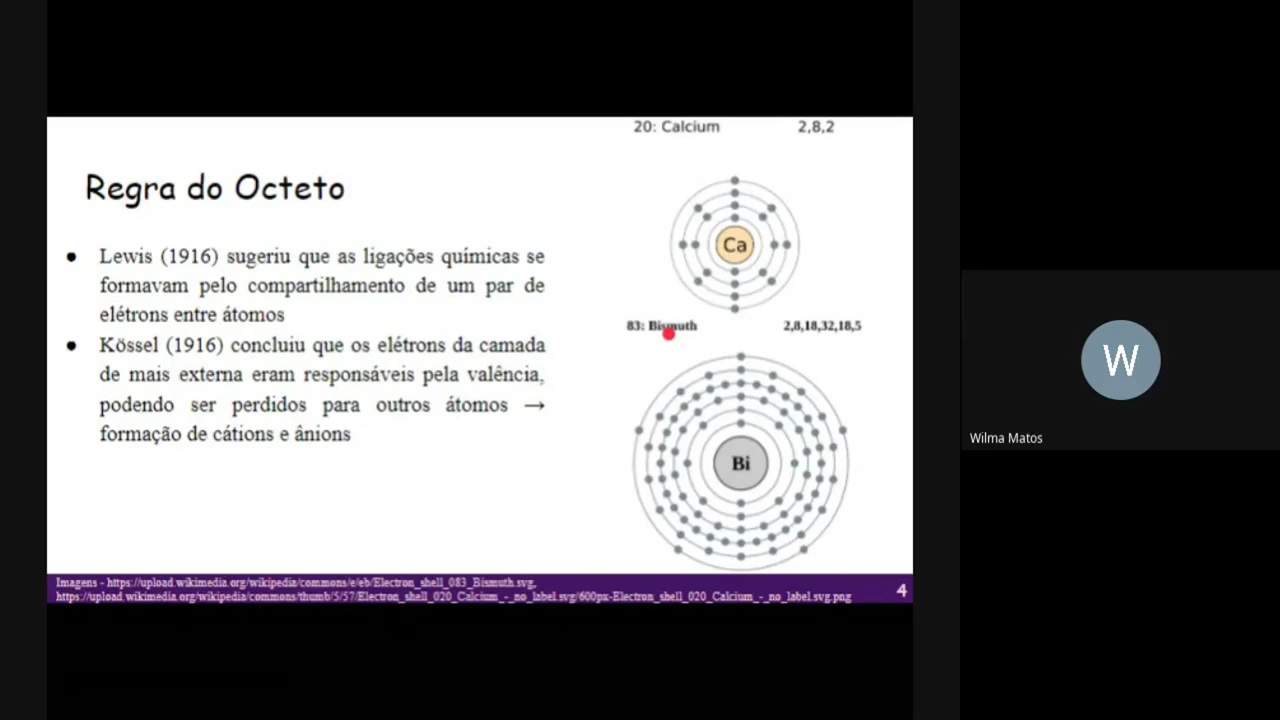 20: Calcium 2,8,2
Regra do Octeto
● Lewis (1916) sugeriu que as ligações químicas se
formavam pelo compartilhamento de um par de
elétrons entre átomos
● Kössel (1916) concluiu que os elétrons da camada
de mais externa eram responsáveis pela valência,
podendo ser perdidos para outros átomos →
formação de cátions e ânions
Ca
83: Bismuth 2,8,18,32,18,5
Bi
Imagens - https://upload.wikimedia.org/wikipedia/commons/e/eb/Electron_shell_083_Bismuth.svg,
https://upload.wikimedia.org/wikipedia/commons/thumb/5/57/Electron_shell_020_Calcium_-_no_label.svg/600px-Electron_shell_020_Calcium_-_no_label.svg.png
4
W
Wilma Matos